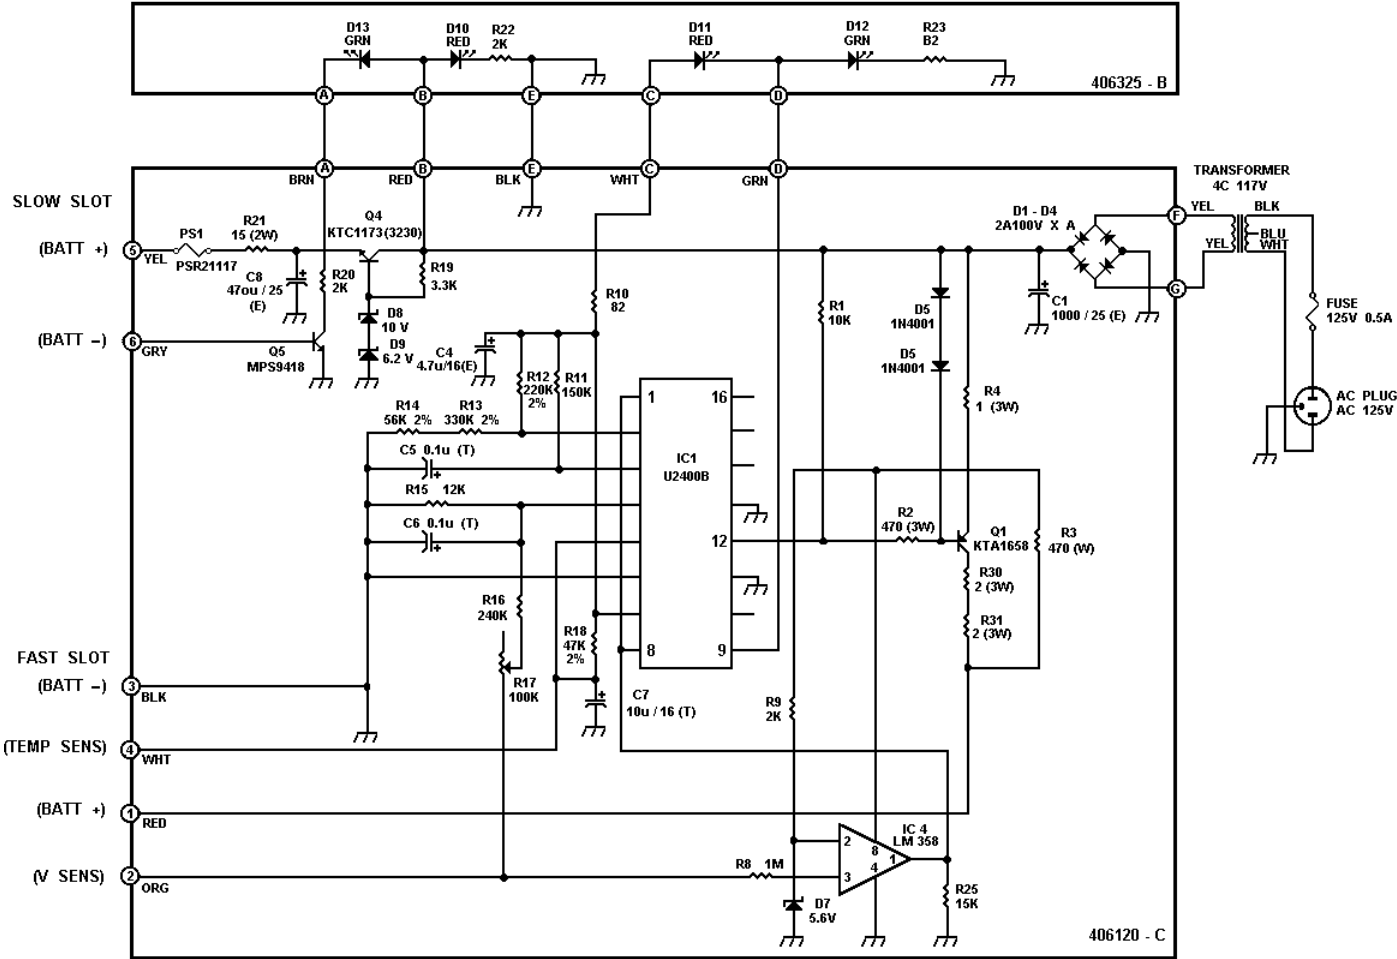 D13
GRN
D10
RED
R22
2K
D11
RED
D12
GRN
R23
B2
406325 - B
A
B
E
C
D
A
B
E
C
D
BRN
RED
BLK
WHT
GRN
TRANSFORMER
4C 117V
SLOW SLOT
(BATT +)
5
YEL
PS1
PSR21117
R21
15 (2W)
Q4
KTC1173(3230)
C8
47ou / 25
(E)
R20
2K
R19
3.3K
D8
10 V
D9
6.2 V
(BATT –)
6
GRY
Q5
MPS9418
R10
82
C4
4.7u/16(E)
R12
220K
2%
R11
150K
R1
10K
D5
1N4001
D5
1N4001
D1 - D4
2A100V X A
C1
1000 / 25 (E)
F
G
YEL
YEL
BLK
BLU
WHT
FUSE
125V 0.5A
AC PLUG
AC 125V
R4
1 (3W)
R14
56K 2%
R13
330K 2%
C5 0.1u (T)
R15 12K
C6 0.1u (T)
1
16
IC1
U2400B
12
8
9
R2
470 (3W)
Q1
KTA1658
R3
470 (W)
R30
2 (3W)
R31
2 (3W)
R16
240K
R18
47K
2%
R17
100K
C7
10u / 16 (T)
FAST SLOT
(BATT –)
3
BLK
(TEMP SENS)
4
WHT
(BATT +)
1
RED
(V SENS)
2
ORG
R9
2K
R8 1M
IC 4
LM 358
2
8
1
4
3
D7
5.6V
R25
15K
406120 - C